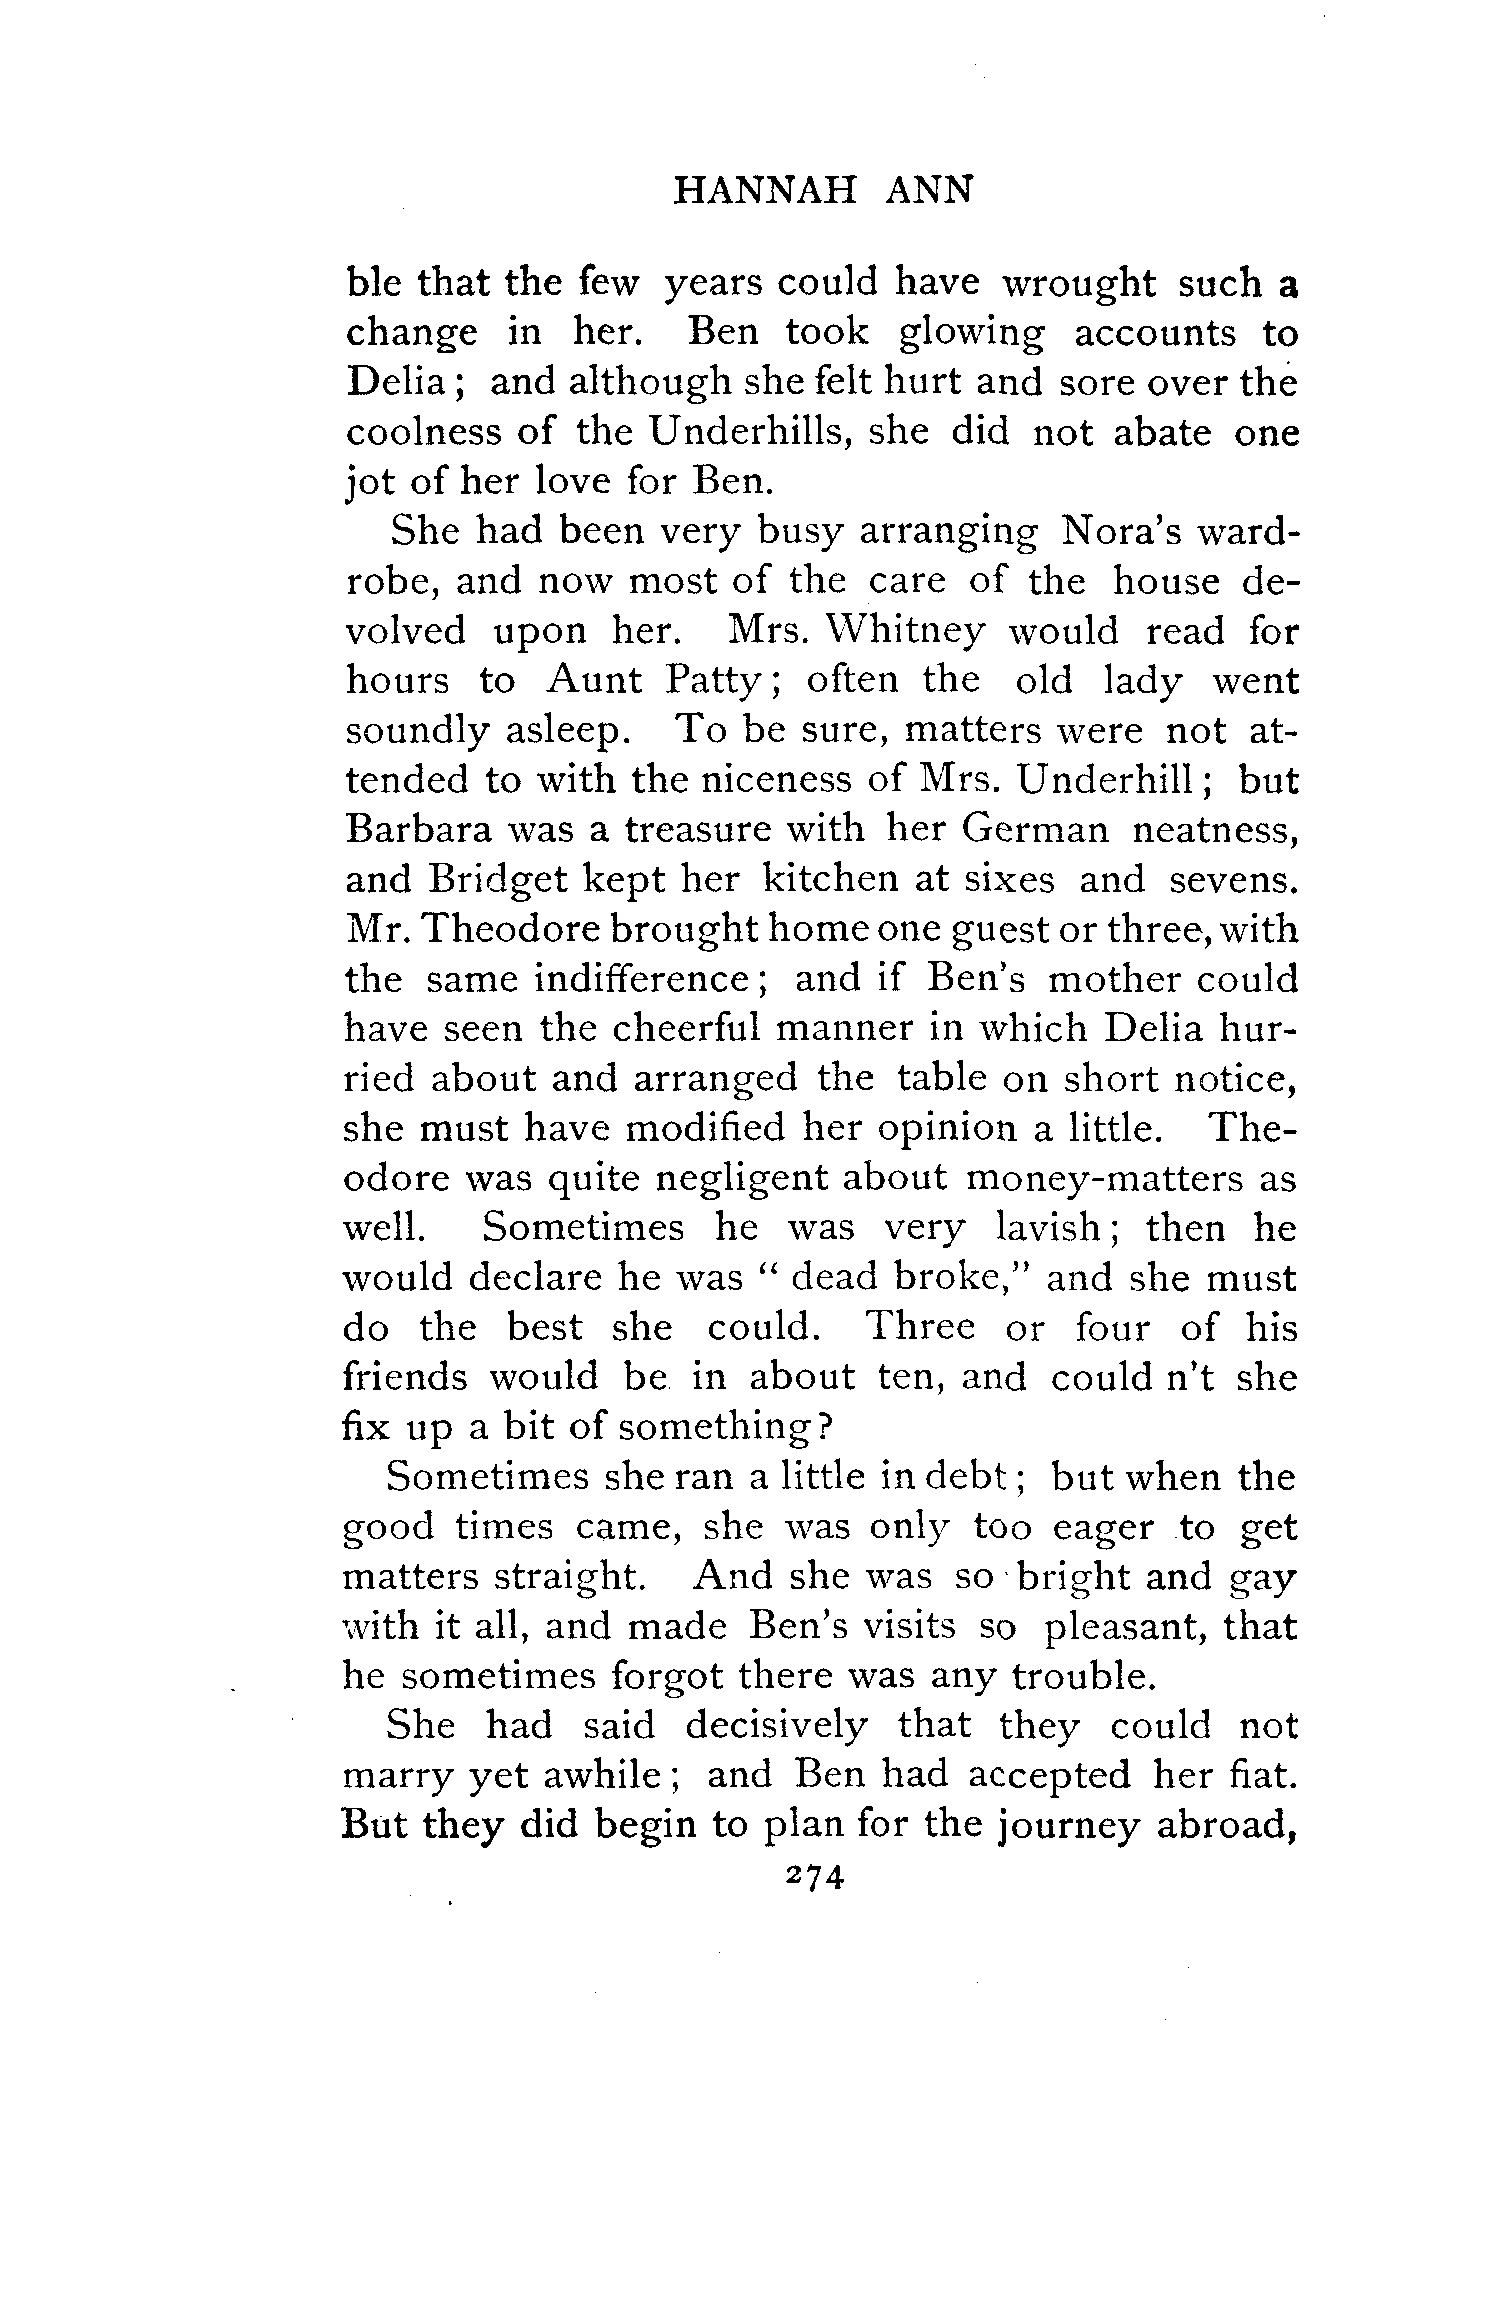 HANNAH ANN
ble that the few years could have wrought such a
change in her. Ben took glowing accounts to
Delia ; and although she felt hurt and sore over the
coolness of the Underhills, she did not abate one
jot of her love for Ben.
She had been very busy arranging Nora's ward-
robe, and now most of the care of the house de-
volved upon her. Mrs. Whitney would read for
hours to Aunt Patty ; often the old lady went
soundly asleep. To be sure, matters were not at-
tended to with the niceness of Mrs. Underhill ; but
Barbara was a treasure with her German neatness,
and Bridget kept her kitchen at sixes and sevens.
Mr. Theodore brought home one guest or three, with
the same indifference ; and if Ben's mother could
have seen the cheerful manner in which Delia hur-
ried about and arranged the table on short notice,
she must have modified her opinion a little. The-
odore was quite negligent about money-matters as
well. Sometimes he was very lavish ; then he
would declare he was “ dead broke,” and she must
do the best she could. Three or four of his
friends would be in about ten, and could n't she
fix up a bit of something?
Sometimes she ran a little in debt ; but when the
good times came, she was only too eager to get
matters straight. And she was so bright and gay
with it all, and made Ben's visits so pleasant, that
he sometimes forgot there was any trouble.
She had said decisively that they could not
marry yet awhile ; and Ben had accepted her fiat.
But they did begin to plan for the journey abroad,
274